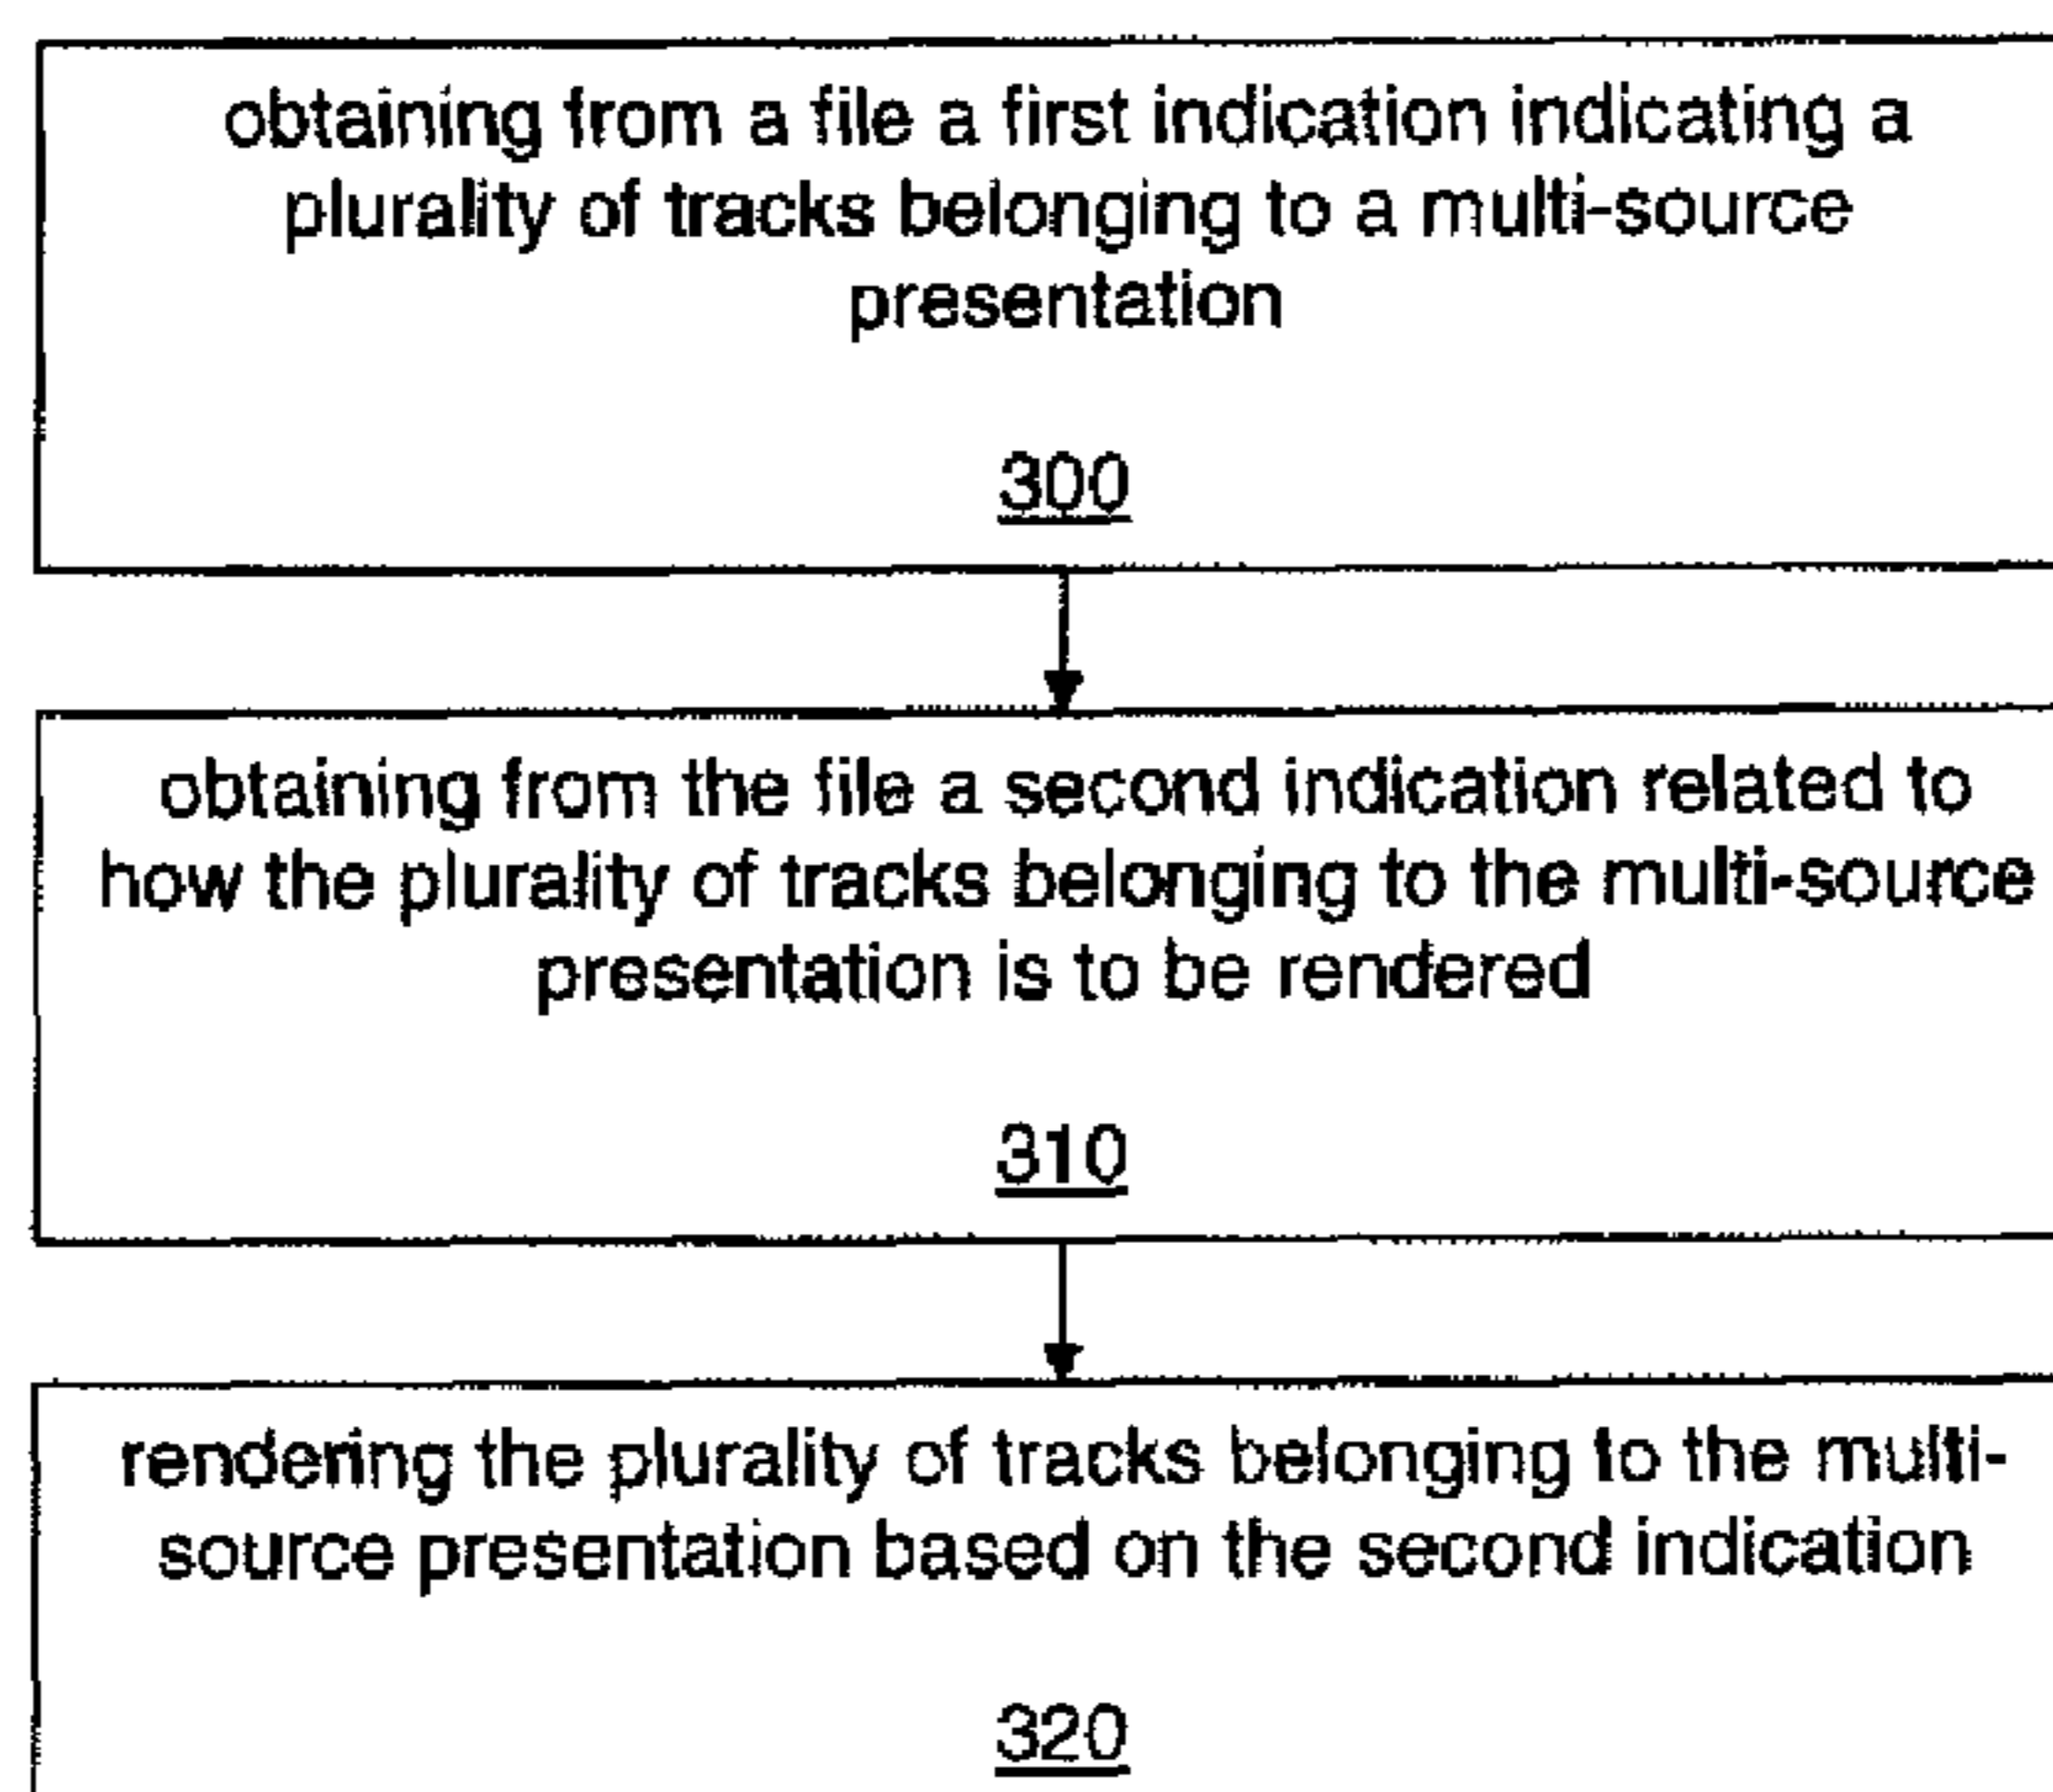 obtaining from a file a first indication indicating a
plurality of tracks belonging to a multi-source
presentation
300
obtaining from the file a second indication related to
how the plurality of tracks belonging to the multi-source
presentation is to be rendered
310
rendering the plurality of tracks belonging to the multi-
source presentation based on the second indication
320